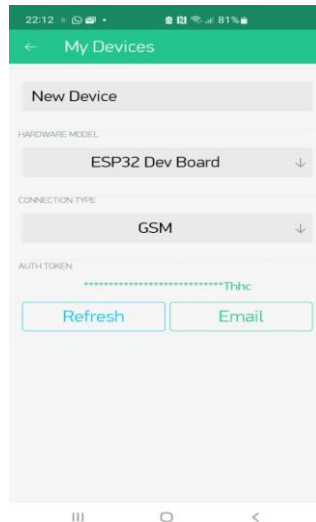 22:12 81%
← My Devices
New Device
HARDWARE MODEL
ESP32 Dev Board
CONNECTION TYPE
GSM
AUTH TOKEN
****************************Thhc
Refresh Email